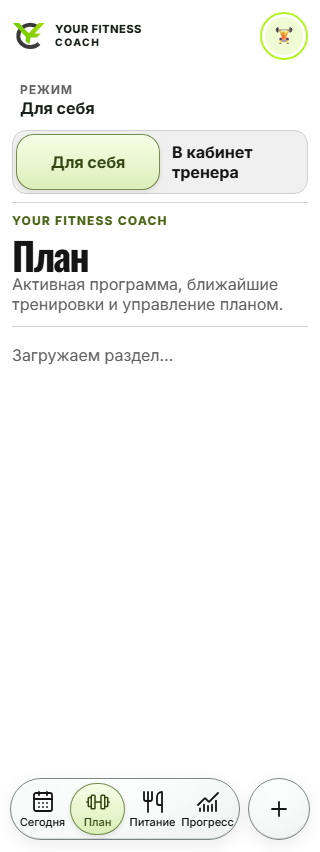 YOUR FITNESS
COACH
РЕЖИМ
Для себя
Для себя
В кабинет
тренера
YOUR FITNESS COACH
План
Активная программа, ближайшие
тренировки и управление планом.
Загружаем раздел...
Сегодня
План
Питание
Прогресс